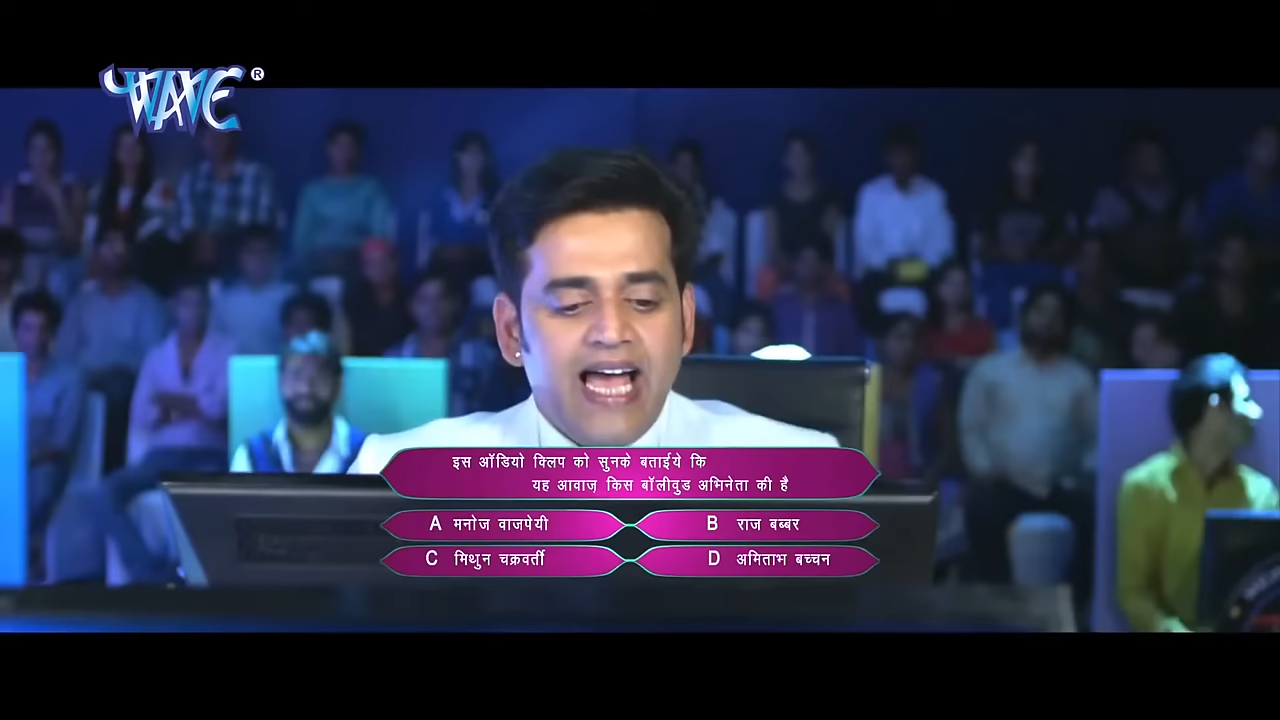 WAVE ®
इस ऑडियो क्लिप को सुनके बताईये कि
यह आवाज़ किस बॉलीवुड अभिनेता की है
A मनोज वाजपेयी
B राज बब्बर
C मिथुन चक्रवर्ती
D अमिताभ बच्चन